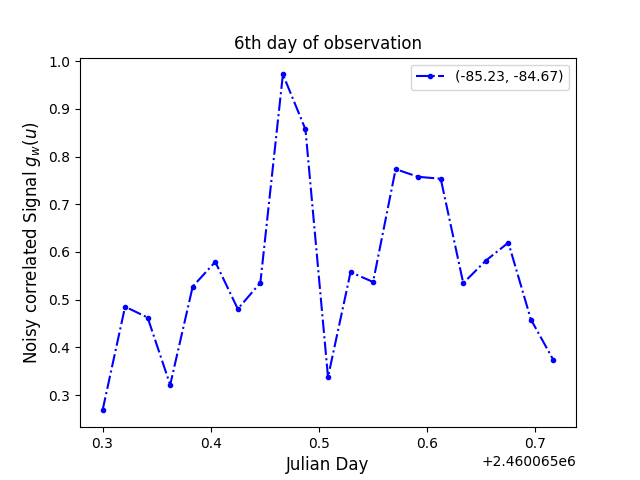 6th day of observation
(-85.23, -84.67)
Noisy correlated Signal $g_w(u)$
1.0
0.9
0.8
0.7
0.6
0.5
0.4
0.3
0.3 0.4 0.5 0.6 0.7
+2.460065e6
Julian Day